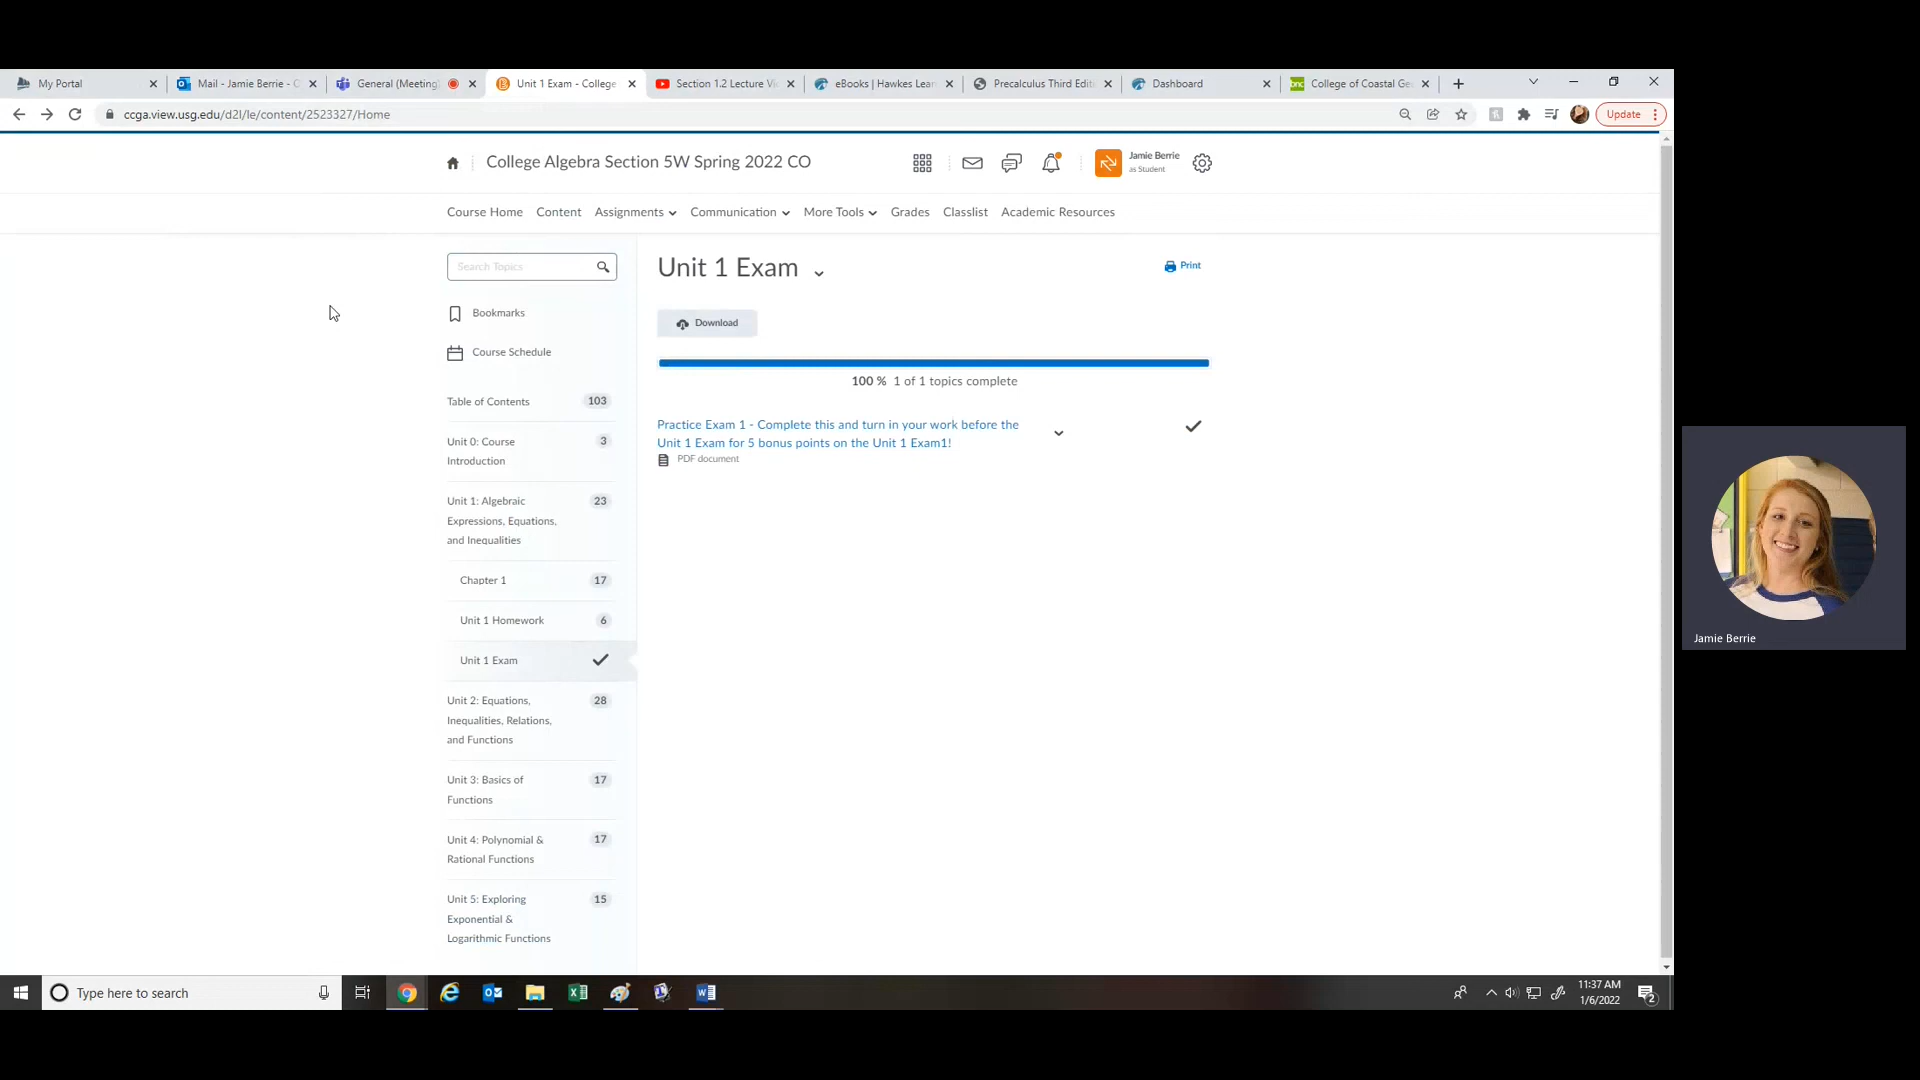 My Portal
Mail - Jamie Berrie - C
General (Meeting)
Unit 1 Exam - College
Section 1.2 Lecture Vi
eBooks | Hawkes Lear
Precalculus Third Editi
Dashboard
College of Coastal Ge
ccga.view.usg.edu/d2l/le/content/2523327/Home
Update
College Algebra Section 5W Spring 2022 CO
Jamie Berrie
as Student
Course Home
Content
Assignments
Communication
More Tools
Grades
Classlist
Academic Resources
Search Topics
Bookmarks
Course Schedule
Table of Contents 103
Unit 0: Course 3
Introduction
Unit 1: Algebraic 23
Expressions, Equations,
and Inequalities
Chapter 1 17
Unit 1 Homework 6
Unit 1 Exam
Unit 2: Equations, 28
Inequalities, Relations,
and Functions
Unit 3: Basics of 17
Functions
Unit 4: Polynomial & 17
Rational Functions
Unit 5: Exploring 15
Exponential &
Logarithmic Functions
Unit 1 Exam
Print
Download
100 % 1 of 1 topics complete
Practice Exam 1 - Complete this and turn in your work before the
Unit 1 Exam for 5 bonus points on the Unit 1 Exam1!
PDF document
Jamie Berrie
Type here to search
11:37 AM
1/6/2022
2